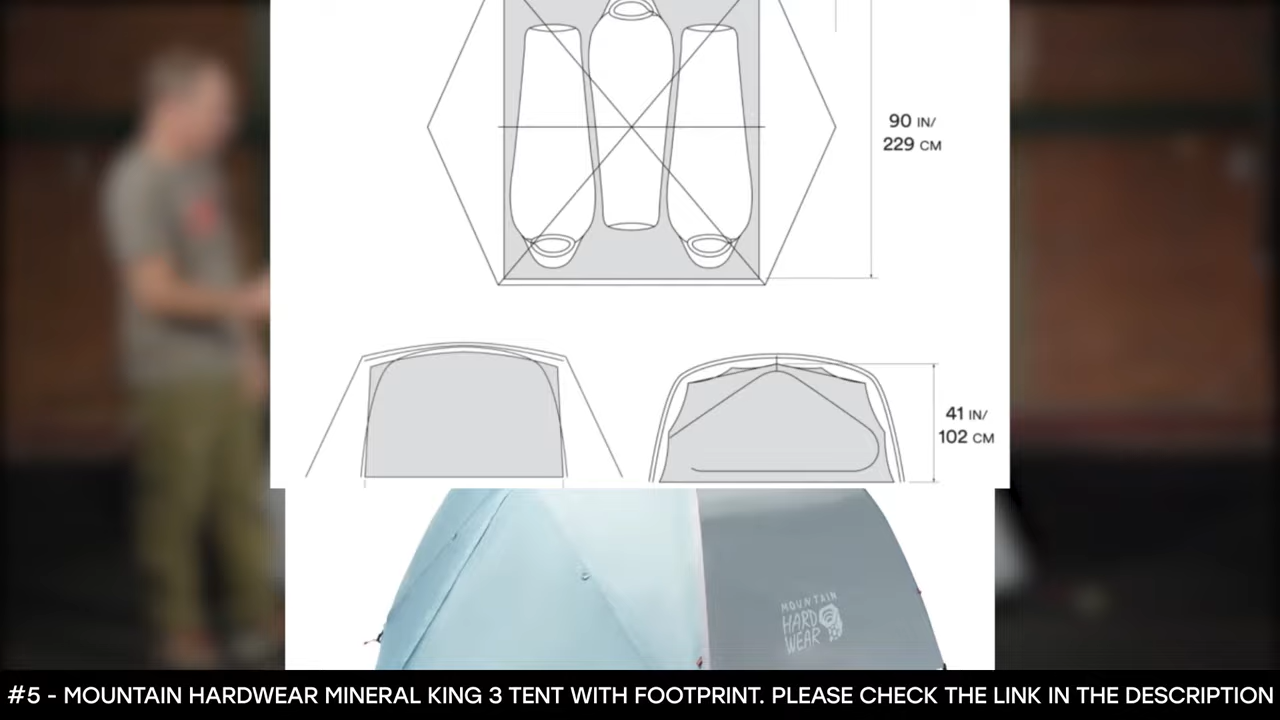 90 IN/
229 CM
41 IN/
102 CM
MOUNTAIN
HARD
WEAR
#5 - MOUNTAIN HARDWEAR MINERAL KING 3 TENT WITH FOOTPRINT. PLEASE CHECK THE LINK IN THE DESCRIPTION